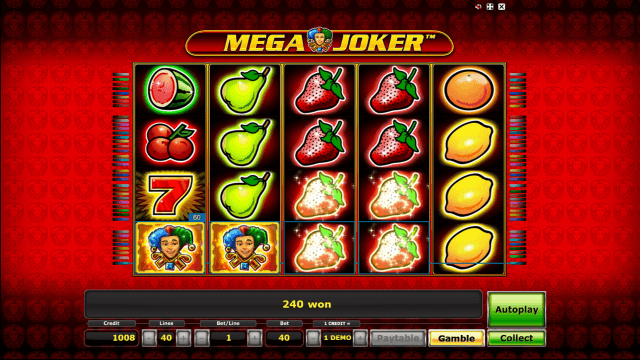 MEGA JOKER™
7
60
240 won
Autoplay
Credit Lines Bet/Line Bet 1 CREDIT =
1008 - 40 + - 1 + 40 - 1 DEMO + Paytable Gamble Collect